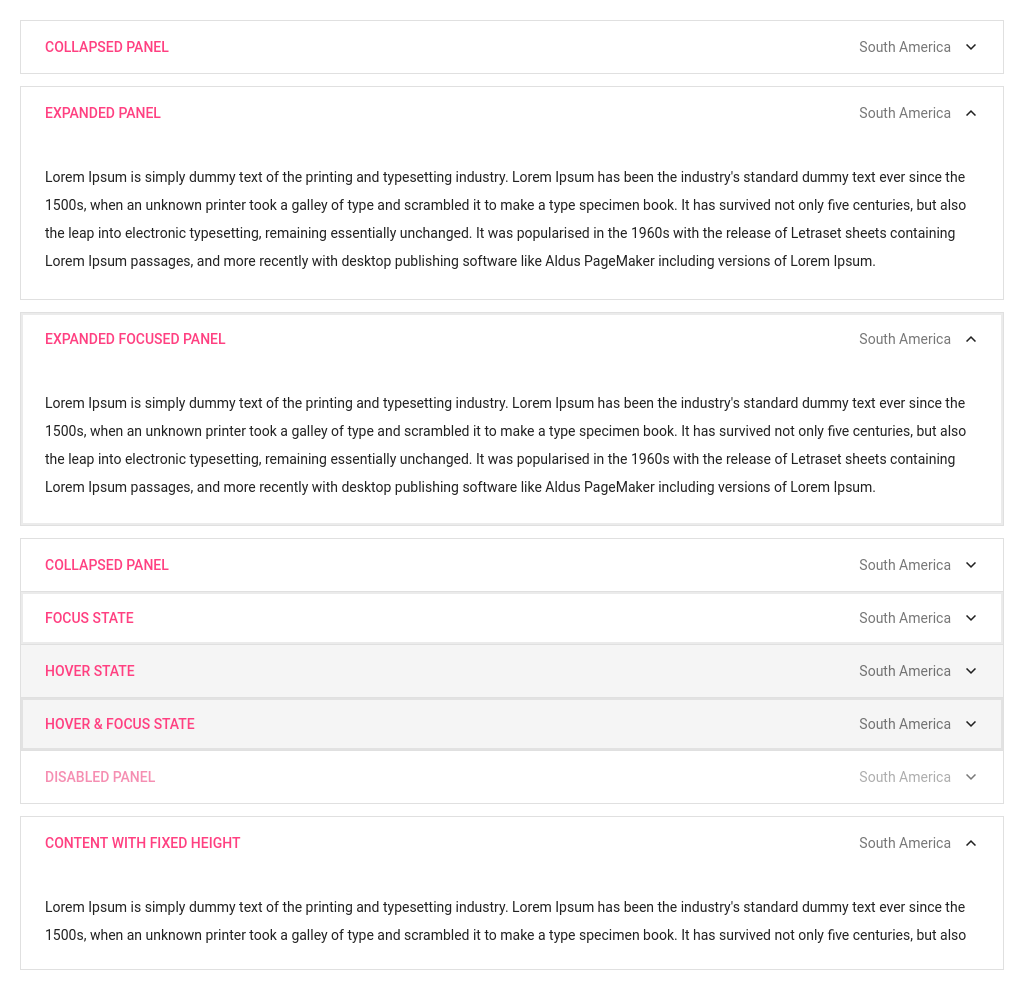 COLLAPSED PANEL South America
EXPANDED PANEL South America
Lorem Ipsum is simply dummy text of the printing and typesetting industry. Lorem Ipsum has been the industry's standard dummy text ever since the
1500s, when an unknown printer took a galley of type and scrambled it to make a type specimen book. It has survived not only five centuries, but also
the leap into electronic typesetting, remaining essentially unchanged. It was popularised in the 1960s with the release of Letraset sheets containing
Lorem Ipsum passages, and more recently with desktop publishing software like Aldus PageMaker including versions of Lorem Ipsum.
EXPANDED FOCUSED PANEL South America
Lorem Ipsum is simply dummy text of the printing and typesetting industry. Lorem Ipsum has been the industry's standard dummy text ever since the
1500s, when an unknown printer took a galley of type and scrambled it to make a type specimen book. It has survived not only five centuries, but also
the leap into electronic typesetting, remaining essentially unchanged. It was popularised in the 1960s with the release of Letraset sheets containing
Lorem Ipsum passages, and more recently with desktop publishing software like Aldus PageMaker including versions of Lorem Ipsum.
COLLAPSED PANEL South America
FOCUS STATE South America
HOVER STATE South America
HOVER & FOCUS STATE South America
DISABLED PANEL South America
CONTENT WITH FIXED HEIGHT South America
Lorem Ipsum is simply dummy text of the printing and typesetting industry. Lorem Ipsum has been the industry's standard dummy text ever since the
1500s, when an unknown printer took a galley of type and scrambled it to make a type specimen book. It has survived not only five centuries, but also